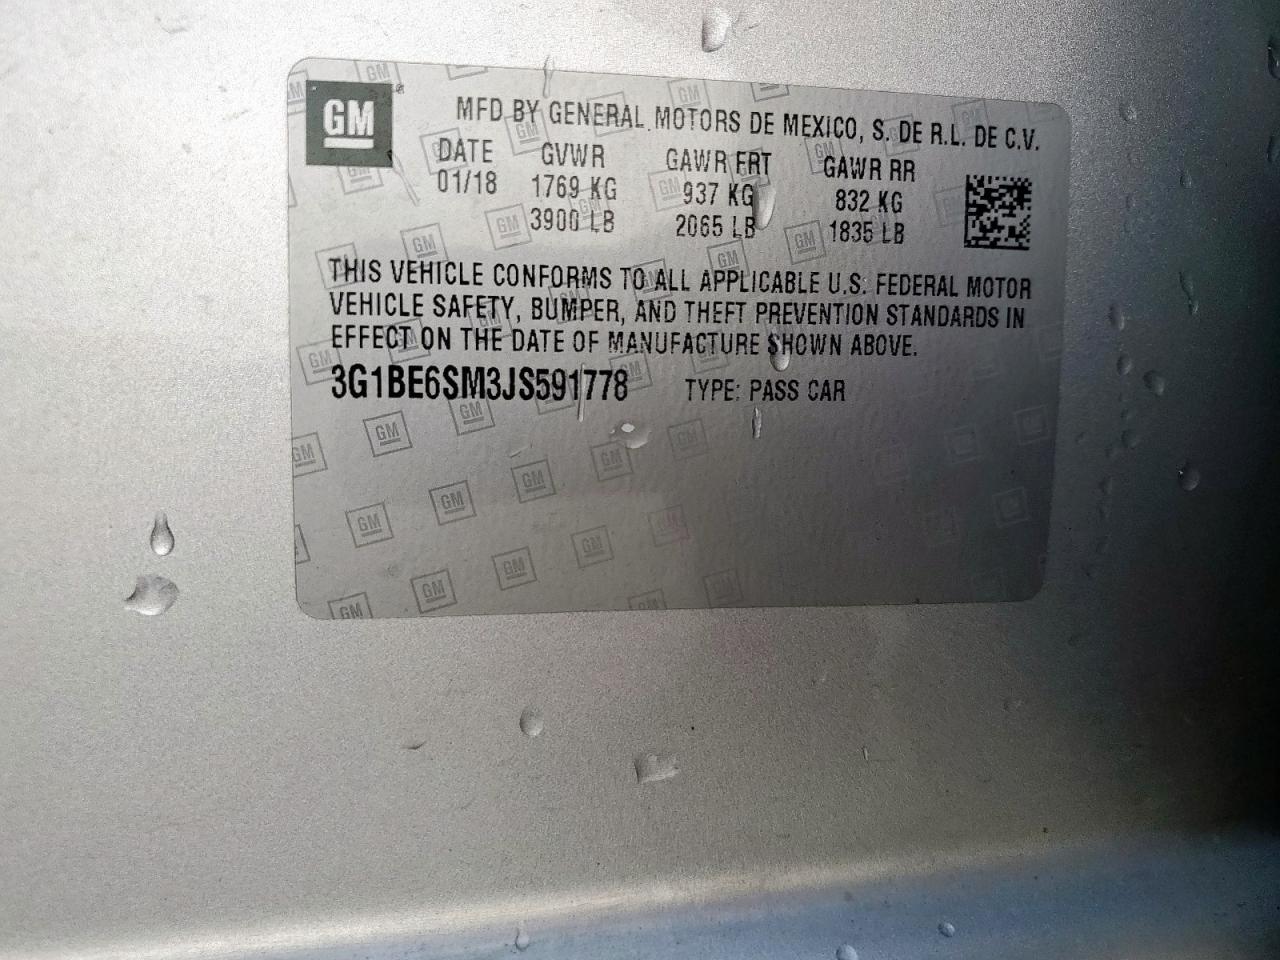 GM
MFD BY GENERAL MOTORS DE MEXICO, S. DE R.L. DE C.V.
DATE GVWR GAWR FRT GAWR RR
01/18 1769 KG 937 KG 832 KG
3900 LB 2065 LB 1835 LB
THIS VEHICLE CONFORMS TO ALL APPLICABLE U.S. FEDERAL MOTOR
VEHICLE SAFETY, BUMPER, AND THEFT PREVENTION STANDARDS IN
EFFECT ON THE DATE OF MANUFACTURE SHOWN ABOVE.
3G1BE6SM3JS591778 TYPE: PASS CAR